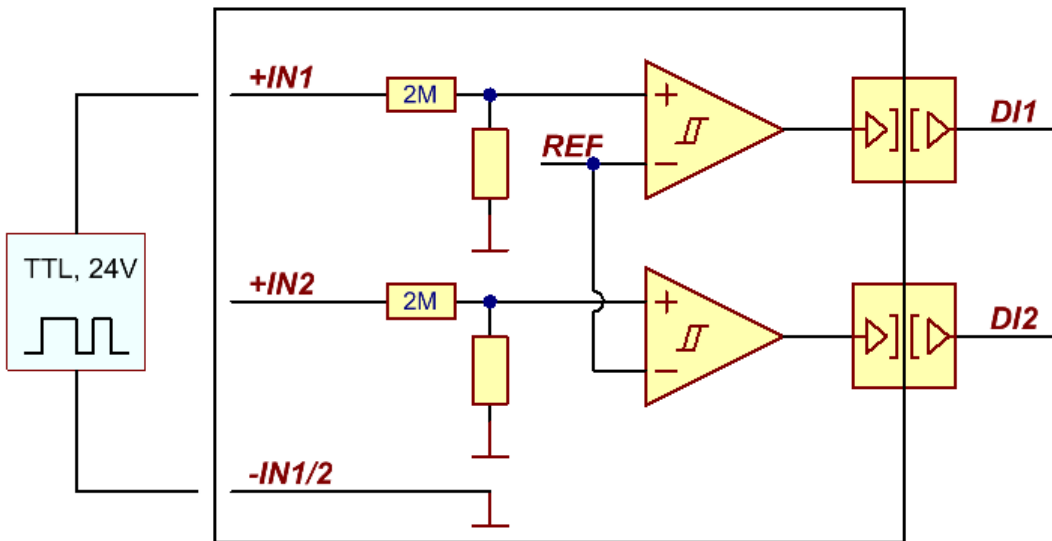 +IN1
2M
+
DI1
REF
−
TTL, 24V
+IN2
2M
+
DI2
−
-IN1/2